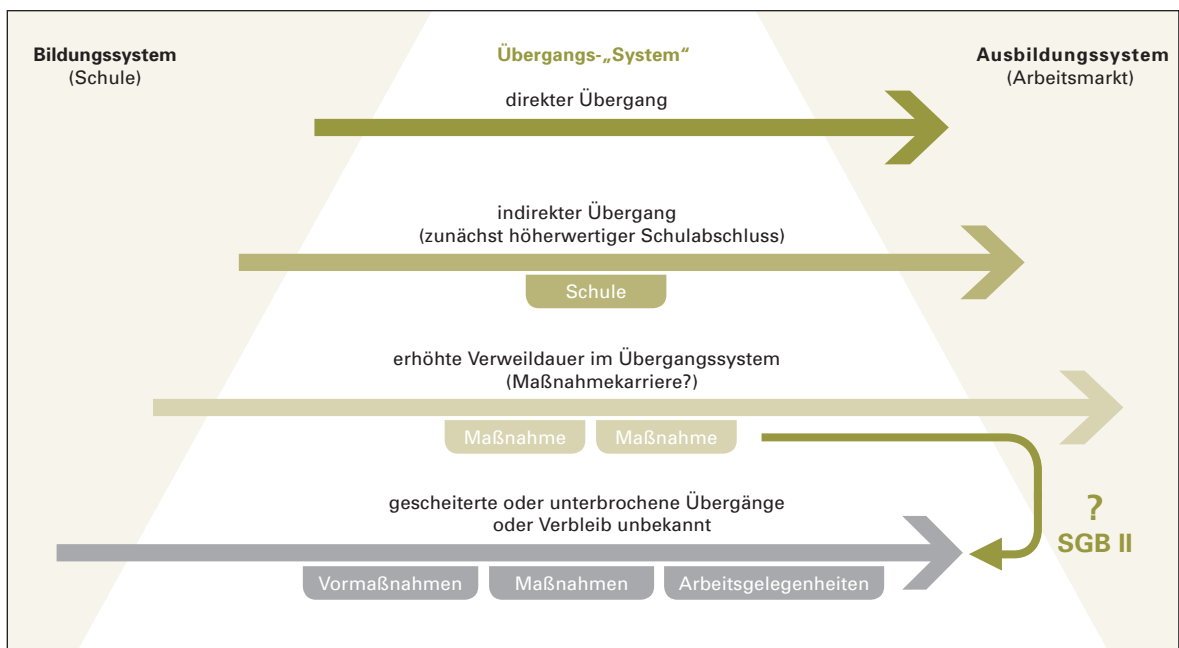 Bildungssystem
(Schule)
Übergangs-„System“
Ausbildungssystem
(Arbeitsmarkt)
direkter Übergang
indirekter Übergang
(zunächst höherwertiger Schulabschluss)
Schule
erhöhte Verweildauer im Übergangssystem
(Maßnahmekarriere?)
Maßnahme
Maßnahme
gescheiterte oder unterbrochene Übergänge
oder Verbleib unbekannt
?
SGB II
Vormaßnahmen
Maßnahmen
Arbeitsgelegenheiten